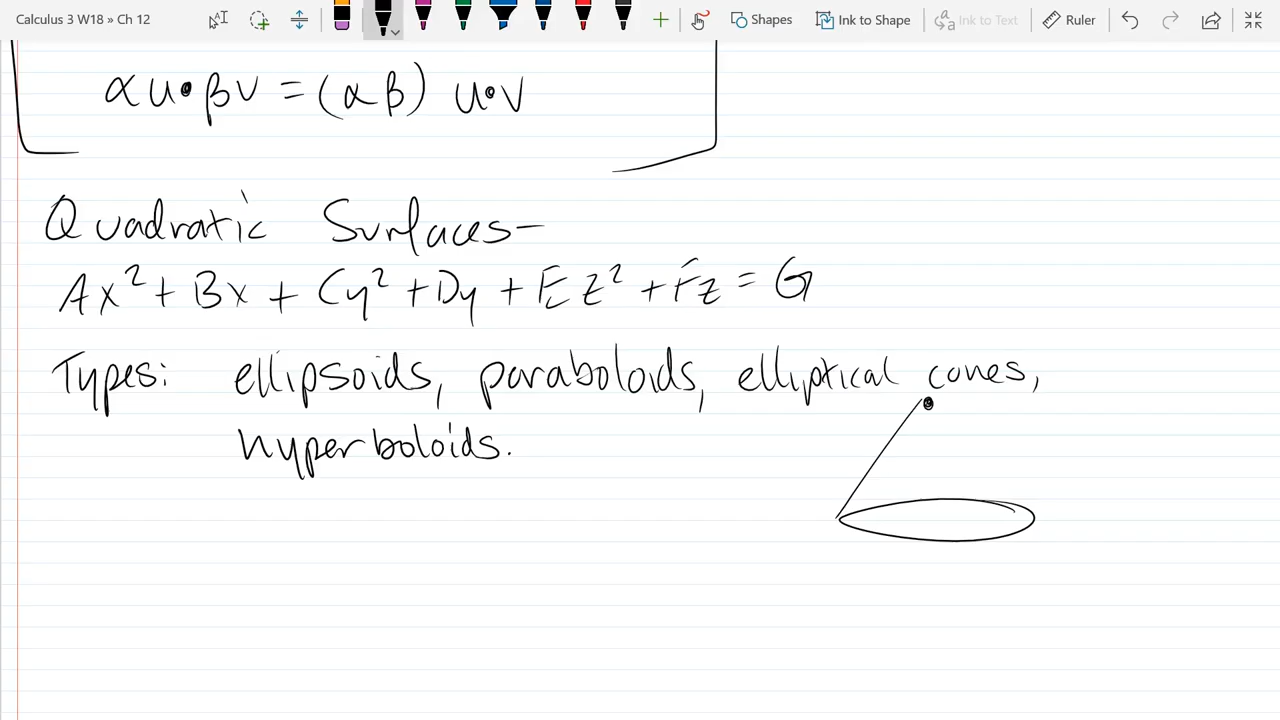 Calculus 3 W18 » Ch 12
Shapes
Ink to Shape
Ink to Text
Ruler
αu•βv = (αβ) u•v
Quadratic Surfaces-
Ax² + Bx + Cy² + Dy + Ez² + Fz = G
Types: ellipsoids, paraboloids, elliptical cones,
hyperboloids.